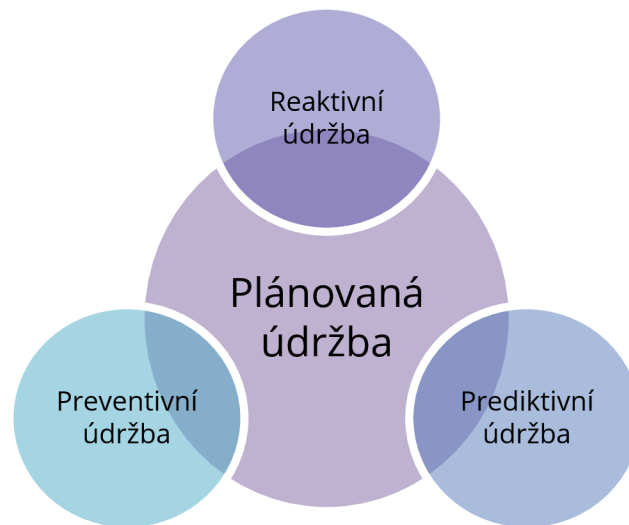 Reaktivní
údržba
Plánovaná
údržba
Preventivní
údržba
Prediktivní
údržba